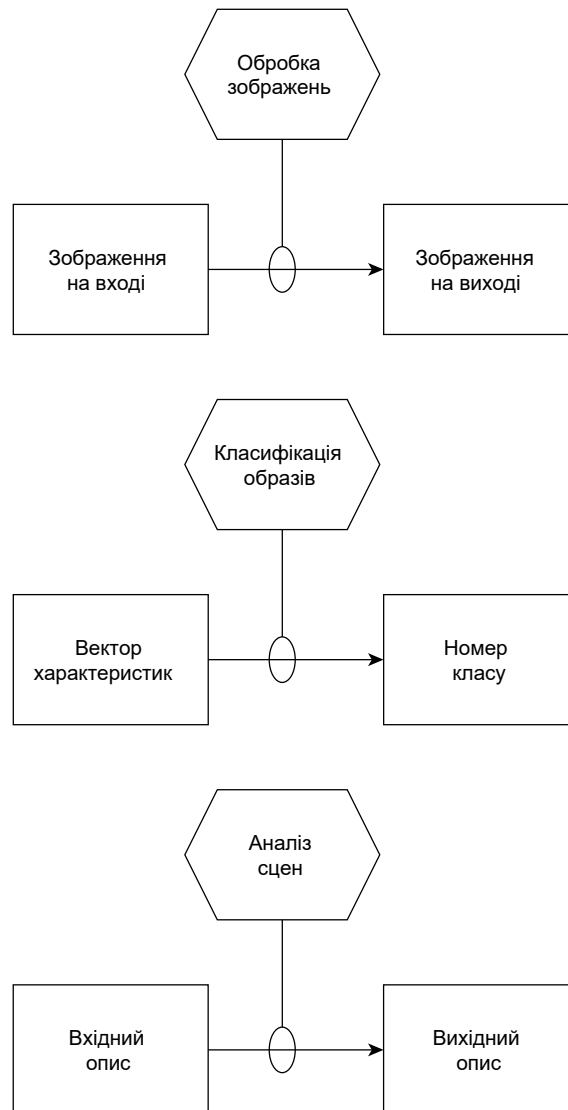 Обробка
зображень
Зображення
на вході
Зображення
на виході
Класифікація
образів
Вектор
характеристик
Номер
класу
Аналіз
сцен
Вхідний
опис
Вихідний
опис